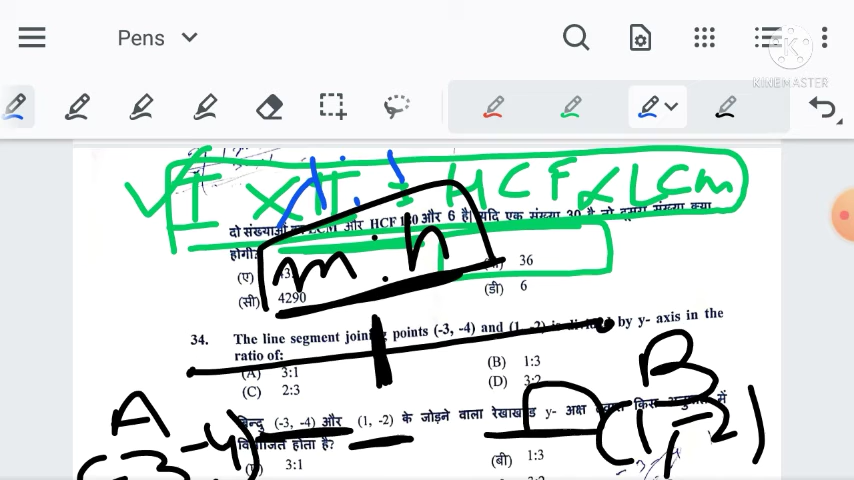 Pens
KINEMASTER
I × II = HCF × LCM
दो संख्याओं का LCM और HCF 180 और 6 है। यदि एक संख्या 30 है तो दूसरी संख्या क्या
होगी?
36
(सी) 4290 (डी) 6
m : n
34. The line segment joining points (-3, -4) and (1, -2) is divided by y- axis in the
ratio of:
(A) 3:1 (B) 1:3
(C) 2:3 (D) 3:2
A B
बिन्दु (-3, -4) और (1, -2) के जोड़ने वाला रेखाखंड y- अक्ष द्वारा किस अनुपात में
विभाजित होता है?
(-3 -4) (1, -2)
3:1 (बी) 1:3